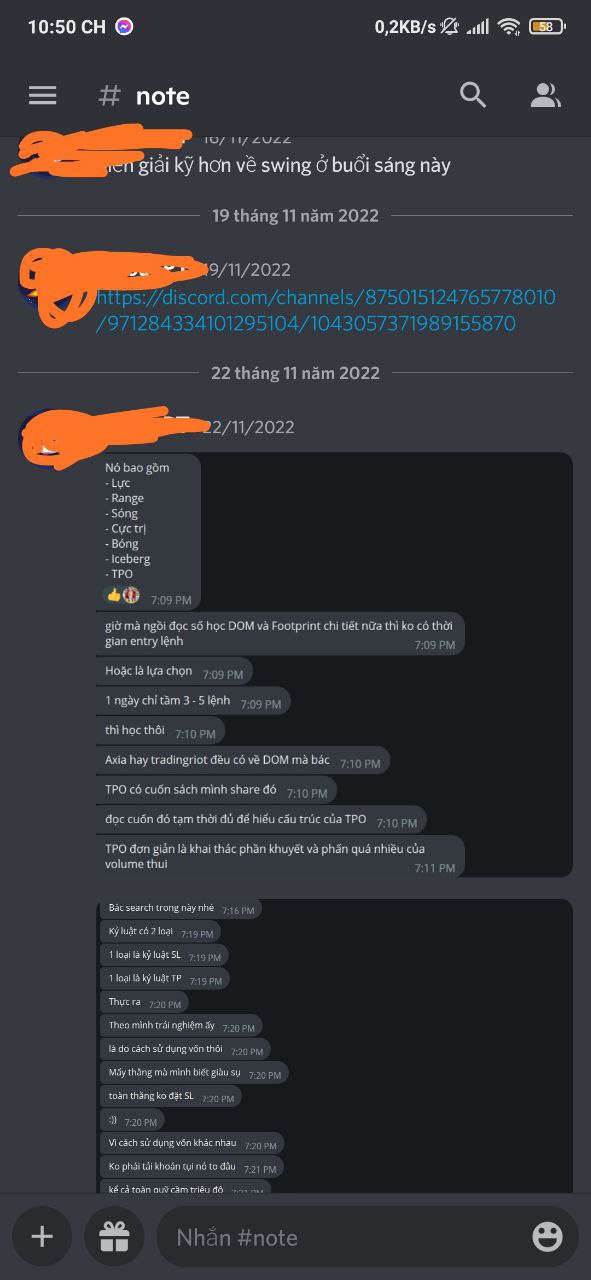 10:50 CH
0,2KB/s
58
# note
16/11/2022
giải kỹ hơn về swing ở buổi sáng này
19 tháng 11 năm 2022
19/11/2022
https://discord.com/channels/875015124765778010
/971284334101295104/1043057371989155870
22 tháng 11 năm 2022
22/11/2022
Nó bao gồm
- Lực
- Range
- Sóng
- Cực trị
- Bóng
- Iceberg
- TPO
7:09 PM
giờ mà ngồi đọc số học DOM và Footprint chi tiết nữa thì ko có thời
gian entry lệnh
7:09 PM
Hoặc là lựa chọn 7:09 PM
1 ngày chỉ tầm 3 - 5 lệnh 7:09 PM
thì học thôi 7:10 PM
Axia hay tradingriot đều có về DOM mà bác 7:10 PM
TPO có cuốn sách mình share đó 7:10 PM
đọc cuốn đó tạm thời đủ để hiểu cấu trúc của TPO 7:10 PM
TPO đơn giản là khai thác phần khuyết và phần quá nhiều của
volume thui
7:11 PM
Bác search trong này nhé 7:16 PM
Kỷ luật có 2 loại 7:19 PM
1 loại là kỷ luật SL 7:19 PM
1 loại là kỷ luật TP 7:19 PM
Thực ra 7:20 PM
Theo mình trải nghiệm ấy 7:20 PM
là do cách sử dụng vốn thôi 7:20 PM
Mấy thằng mà mình biết giàu sụ 7:20 PM
toàn thằng ko đặt SL 7:20 PM
:)) 7:20 PM
Vì cách sử dụng vốn khác nhau 7:20 PM
Ko phải tài khoản tụi nó to đâu 7:21 PM
kể cả toàn quỹ cầm triệu đô 7:21 PM
Nhắn #note